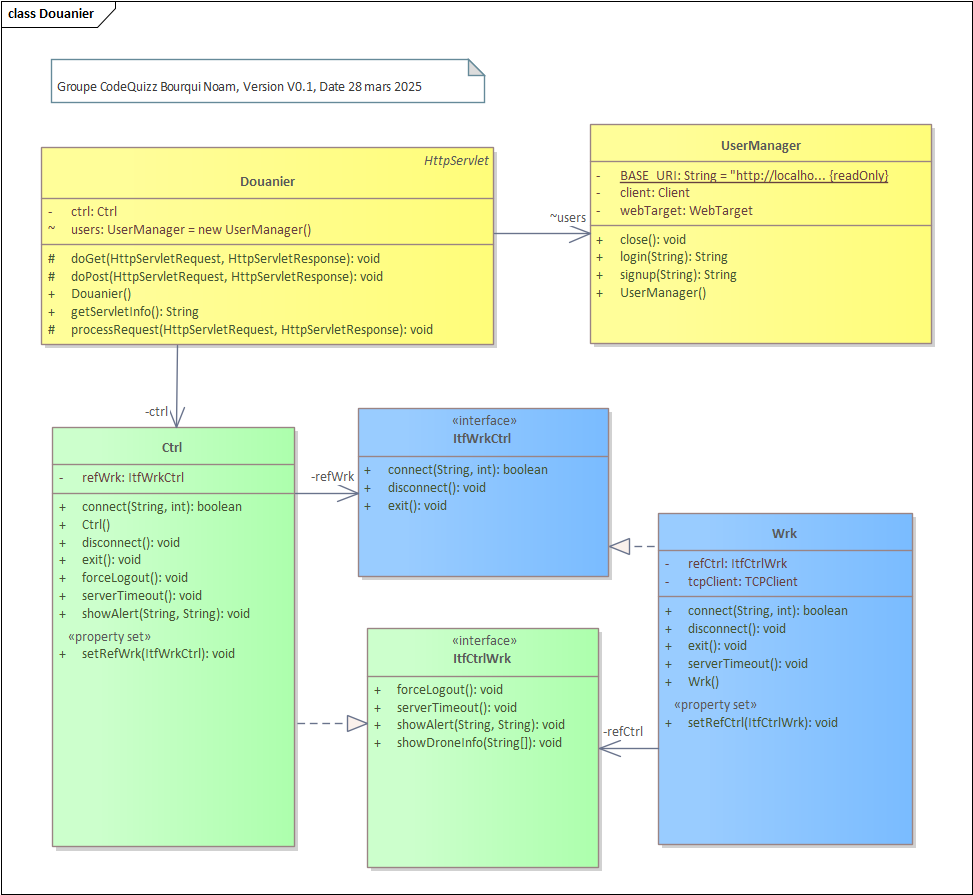 class Douanier
Groupe CodeQuizz Bourqui Noam, Version V0.1, Date 28 mars 2025
HttpServlet
Douanier
- ctrl: Ctrl
~ users: UserManager = new UserManager()
# doGet(HttpServletRequest, HttpServletResponse): void
# doPost(HttpServletRequest, HttpServletResponse): void
+ Douanier()
+ getServletInfo(): String
# processRequest(HttpServletRequest, HttpServletResponse): void
~users
UserManager
- BASE_URI: String = "http://localho... {readOnly}
- client: Client
- webTarget: WebTarget
+ close(): void
+ login(String): String
+ signup(String): String
+ UserManager()
-ctrl
Ctrl
- refWrk: ItfWrkCtrl
+ connect(String, int): boolean
+ Ctrl()
+ disconnect(): void
+ exit(): void
+ forceLogout(): void
+ serverTimeout(): void
+ showAlert(String, String): void
«property set»
+ setRefWrk(ItfWrkCtrl): void
-refWrk
«interface»
ItfWrkCtrl
+ connect(String, int): boolean
+ disconnect(): void
+ exit(): void
Wrk
- refCtrl: ItfCtrlWrk
- tcpClient: TCPClient
+ connect(String, int): boolean
+ disconnect(): void
+ exit(): void
+ serverTimeout(): void
+ Wrk()
«property set»
+ setRefCtrl(ItfCtrlWrk): void
«interface»
ItfCtrlWrk
+ forceLogout(): void
+ serverTimeout(): void
+ showAlert(String, String): void
+ showDroneInfo(String[]): void
-refCtrl